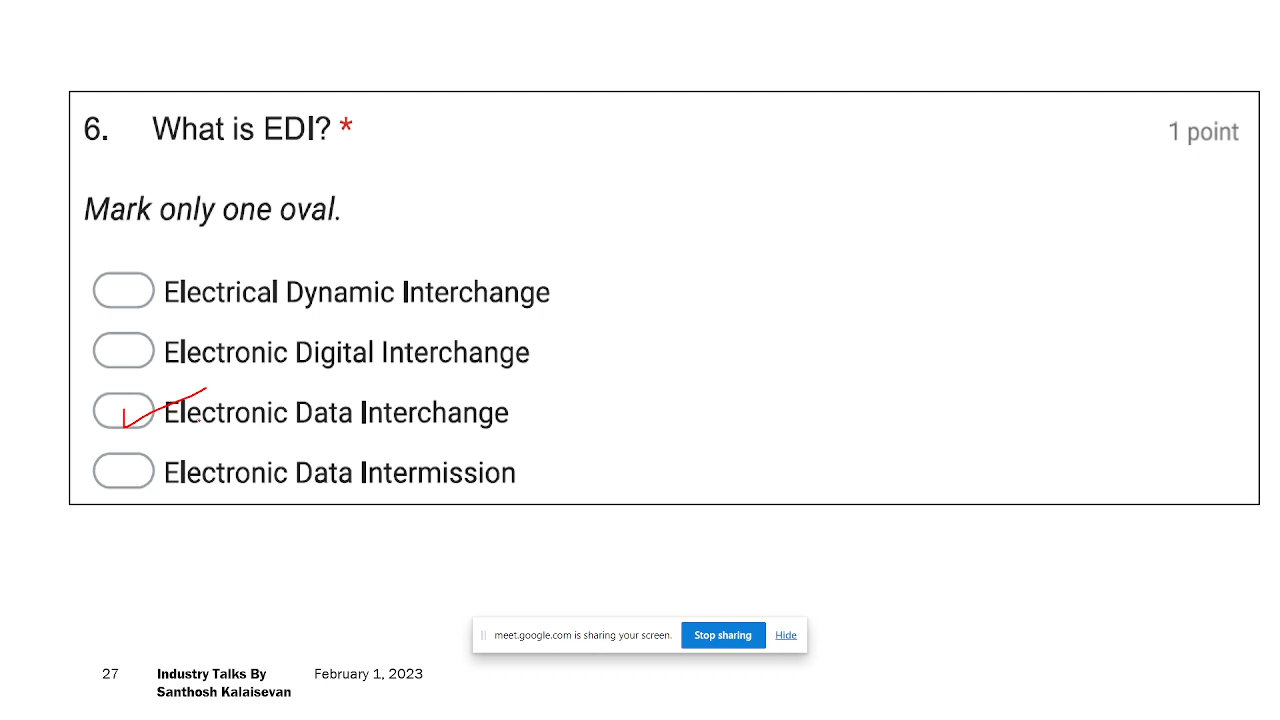 6. What is EDI? *
1 point
Mark only one oval.
Electrical Dynamic Interchange
Electronic Digital Interchange
Electronic Data Interchange
Electronic Data Intermission
meet.google.com is sharing your screen.
Stop sharing
Hide
27
Industry Talks By
Santhosh Kalaisevan
February 1, 2023